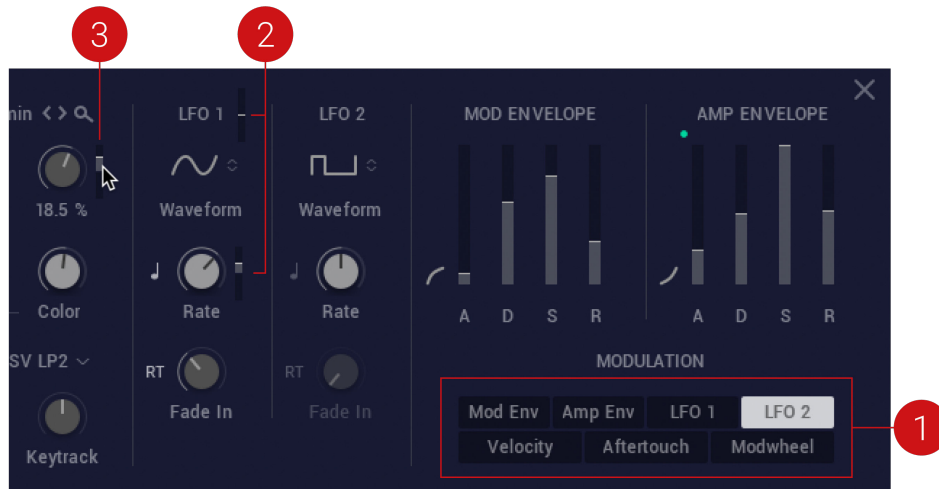 3
2
min
LFO 1
LFO 2
MOD ENVELOPE
AMP ENVELOPE
18.5 %
Waveform
Waveform
Color
Rate
Rate
A D S R
A D S R
SV LP2
RT
RT
MODULATION
Fade In
Fade In
Mod Env
Amp Env
LFO 1
LFO 2
1
Keytrack
Velocity
Aftertouch
Modwheel